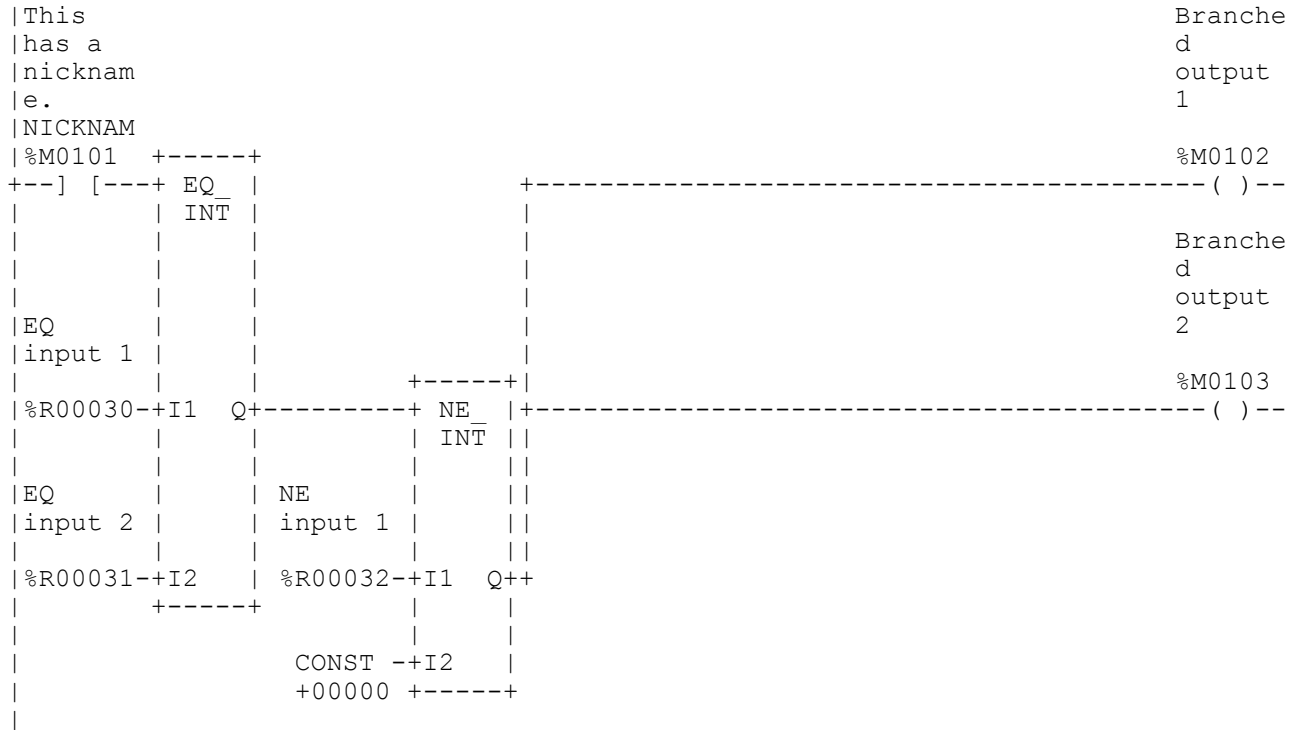 |This                                                                    Branche
|has a                                                                   d
|nicknam                                                                 output
|e.                                                                      1
|NICKNAM
|%M0101  +-----+                                                         %M0102
+--] [---+ EQ_ |                +------------------------------------------( )--
|        | INT |                |
|        |     |                |                                        Branche
|        |     |                |                                        d
|        |     |                |                                        output
|EQ      |     |                |                                        2
|input 1 |     |                |
|        |     |         +-----+|                                        %M0103
|%R00030-+I1  Q+---------+ NE_ |+------------------------------------------( )--
|        |     |         | INT ||
|        |     |         |     ||
|EQ      |     | NE      |     ||
|input 2 |     | input 1 |     ||
|        |     |         |     ||
|%R00031-+I2   | %R00032-+I1  Q++
|        +-----+         |     |
|                        |     |
|                 CONST -+I2   |
|                 +00000 +-----+
|